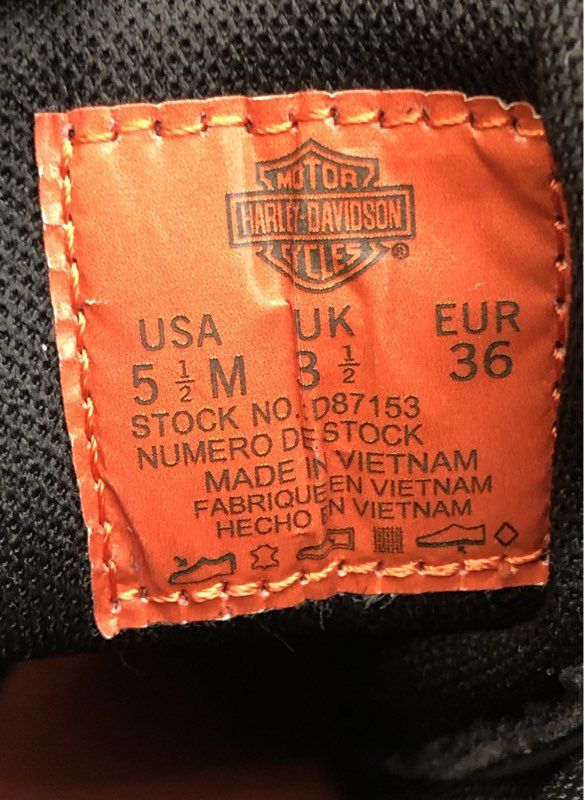 MOTOR
HARLEY-DAVIDSON
CYCLES
®
USA UK EUR
5 ½ M 3 ½ 36
STOCK NO.: D87153
NUMERO DE STOCK
MADE IN VIETNAM
FABRIQUE EN VIETNAM
HECHO EN VIETNAM